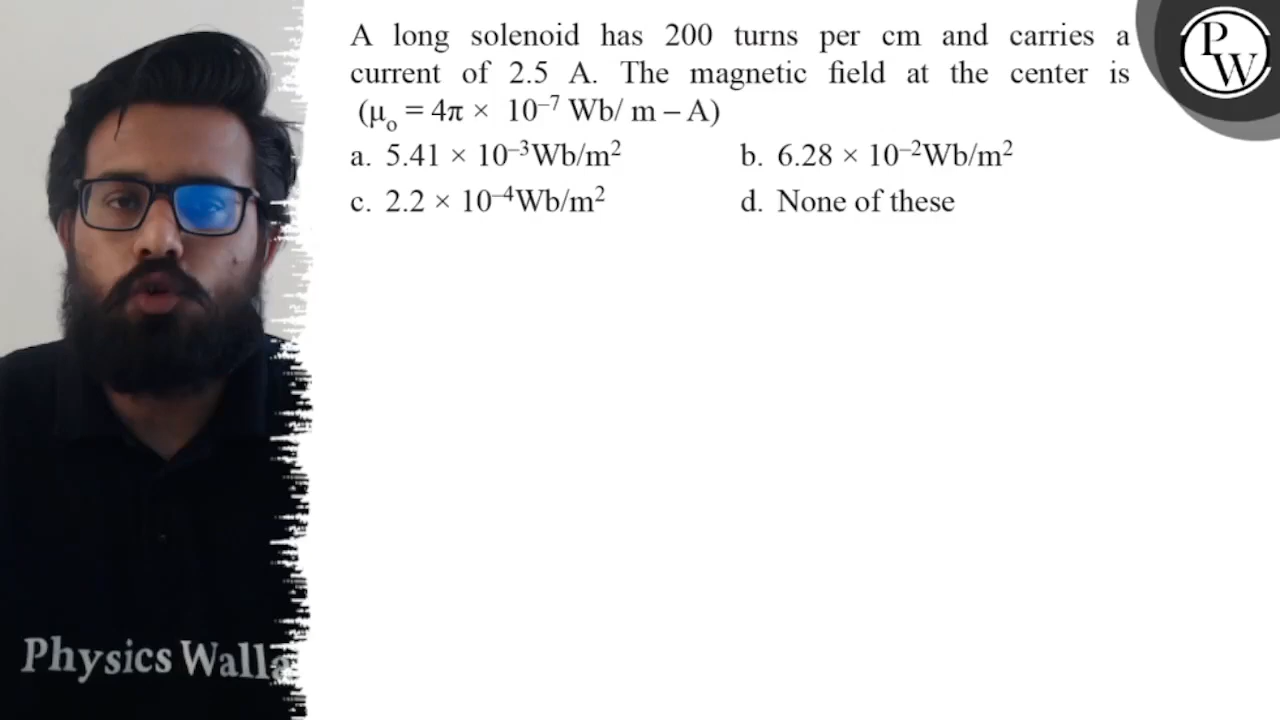 A long solenoid has 200 turns per cm and carries a
current of 2.5 A. The magnetic field at the center is
(μ₀ = 4π × 10⁻⁷ Wb/ m – A)
a. 5.41 × 10⁻³Wb/m²
b. 6.28 × 10⁻²Wb/m²
c. 2.2 × 10⁻⁴Wb/m²
d. None of these
PW
Physics Walla